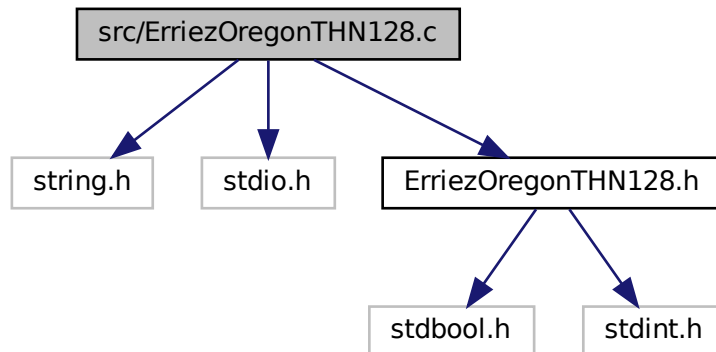 src/ErriezOregonTHN128.c
string.h
stdio.h
ErriezOregonTHN128.h
stdbool.h
stdint.h